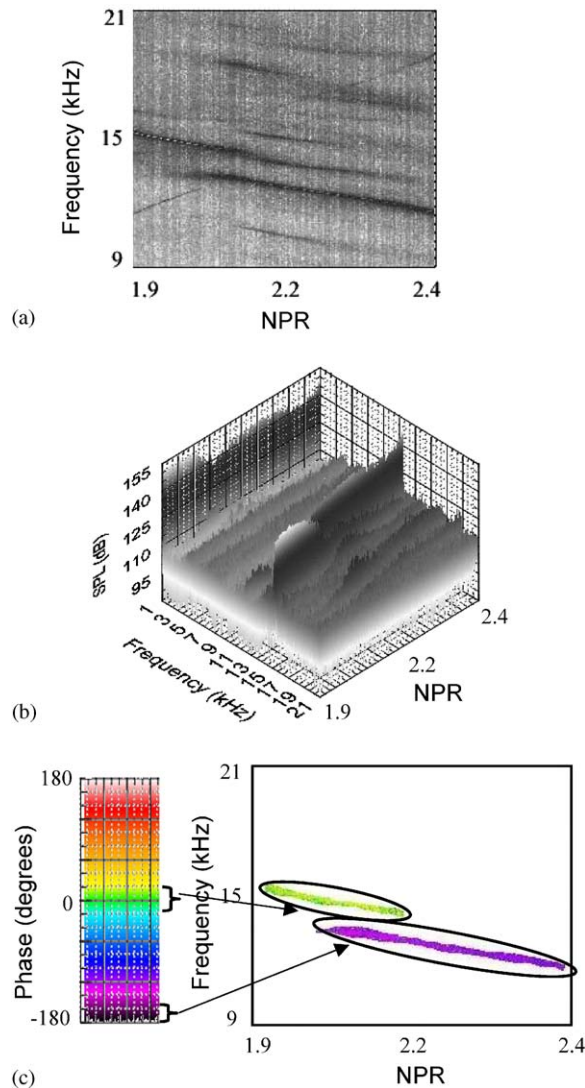 21
15
9
Frequency (kHz)
1.9 2.2 2.4
NPR
(a)
155
140
125
110
95
SPL (dB)
1 3 5 7 9 11 13 15 17 19 21
Frequency (kHz)
1.9
2.2
2.4
NPR
(b)
180
0
-180
Phase (degrees)
21
15
9
Frequency (kHz)
1.9 2.2 2.4
NPR
(c)